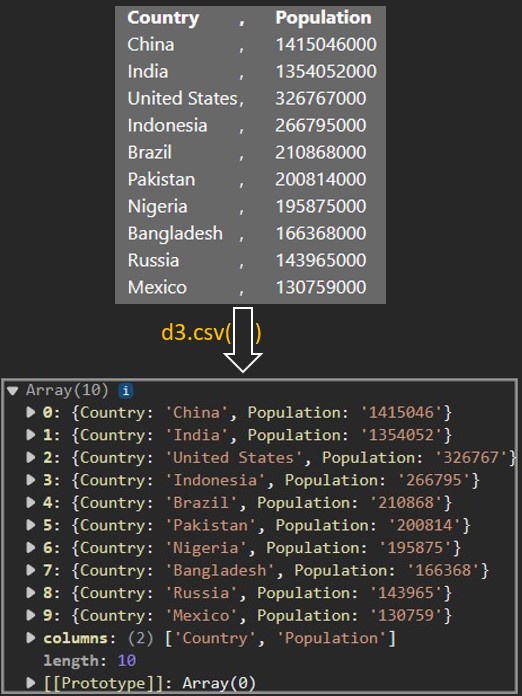 Country , Population
China , 1415046000
India , 1354052000
United States, 326767000
Indonesia , 266795000
Brazil , 210868000
Pakistan , 200814000
Nigeria , 195875000
Bangladesh , 166368000
Russia , 143965000
Mexico , 130759000
d3.csv( )
▼ Array(10) i
▶ 0: {Country: 'China', Population: '1415046'}
▶ 1: {Country: 'India', Population: '1354052'}
▶ 2: {Country: 'United States', Population: '326767'}
▶ 3: {Country: 'Indonesia', Population: '266795'}
▶ 4: {Country: 'Brazil', Population: '210868'}
▶ 5: {Country: 'Pakistan', Population: '200814'}
▶ 6: {Country: 'Nigeria', Population: '195875'}
▶ 7: {Country: 'Bangladesh', Population: '166368'}
▶ 8: {Country: 'Russia', Population: '143965'}
▶ 9: {Country: 'Mexico', Population: '130759'}
▶ columns: (2) ['Country', 'Population']
length: 10
▶ [[Prototype]]: Array(0)